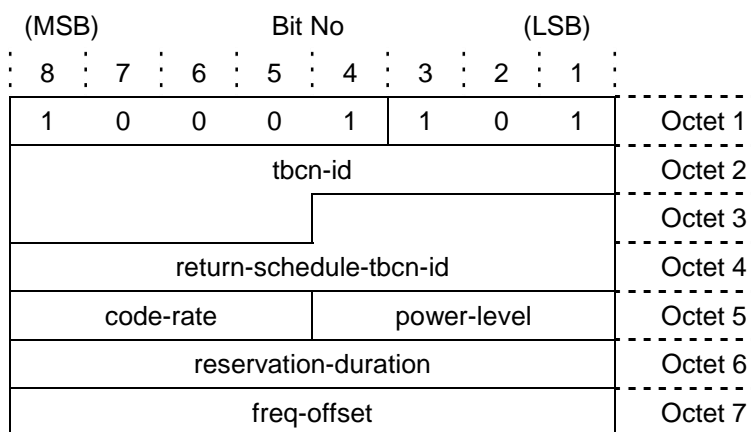 (MSB) Bit No (LSB)
8 7 6 5 4 3 2 1
1 0 0 0 1 1 0 1 Octet 1
tbcn-id Octet 2
Octet 3
return-schedule-tbcn-id Octet 4
code-rate power-level Octet 5
reservation-duration Octet 6
freq-offset Octet 7